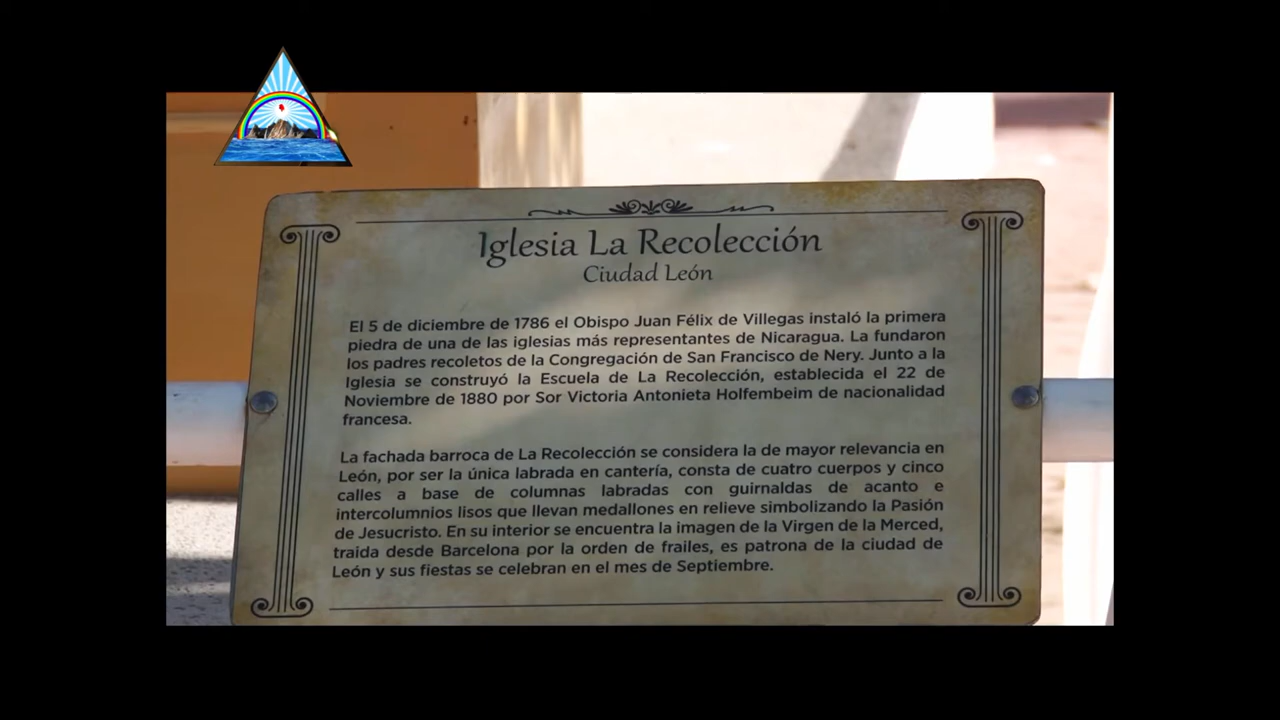 Iglesia La Recolección
Ciudad León
El 5 de diciembre de 1786 el Obispo Juan Félix de Villegas instaló la primera
piedra de una de las iglesias más representantes de Nicaragua. La fundaron
los padres recoletos de la Congregación de San Francisco de Nery. Junto a la
Iglesia se construyó la Escuela de La Recolección, establecida el 22 de
Noviembre de 1880 por Sor Victoria Antonieta Holfembeim de nacionalidad
francesa.
La fachada barroca de La Recolección se considera la de mayor relevancia en
León, por ser la única labrada en cantería, consta de cuatro cuerpos y cinco
calles a base de columnas labradas con guirnaldas de acanto e
intercolumnios lisos que llevan medallones en relieve simbolizando la Pasión
de Jesucristo. En su interior se encuentra la imagen de la Virgen de la Merced,
traida desde Barcelona por la orden de frailes, es patrona de la ciudad de
León y sus fiestas se celebran en el mes de Septiembre.